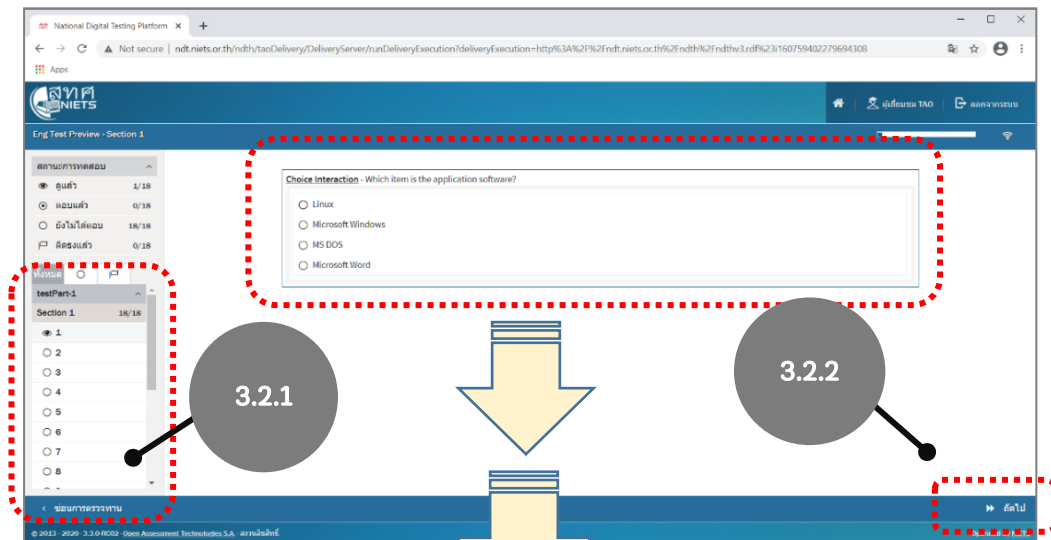 National Digital Testing Platform
Not secure | ndt.niets.or.th/ndth/taoDelivery/DeliveryServer/runDeliveryExecution?deliveryExecution=http%3A%2F%2Fndt.niets.or.th%2Fndth%2Fndthv3.rdf%23i160759402279694308
Apps
สทศ
NIETS
ผู้เยี่ยมชม TAO
ออกจากระบบ
Eng Test Preview - Section 1
สถานะการทดสอบ
ดูแล้ว 1/18
ตอบแล้ว 0/18
ยังไม่ได้ตอบ 18/18
ติดธงแล้ว 0/18
ทั้งหมด
testPart-1
Section 1 18/18
1
2
3
4
5
6
7
8
Choice Interaction - Which item is the application software?
Linux
Microsoft Windows
MS DOS
Microsoft Word
3.2.1
3.2.2
ซ่อนการตรวจทาน
ถัดไป
© 2013 - 2020 · 3.3.0-RC02 · Open Assessment Technologies S.A. · สงวนลิขสิทธิ์